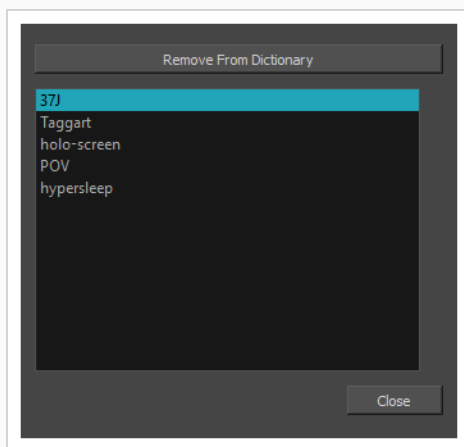 Remove From Dictionary
37J
Taggart
holo-screen
POV
hypersleep
Close